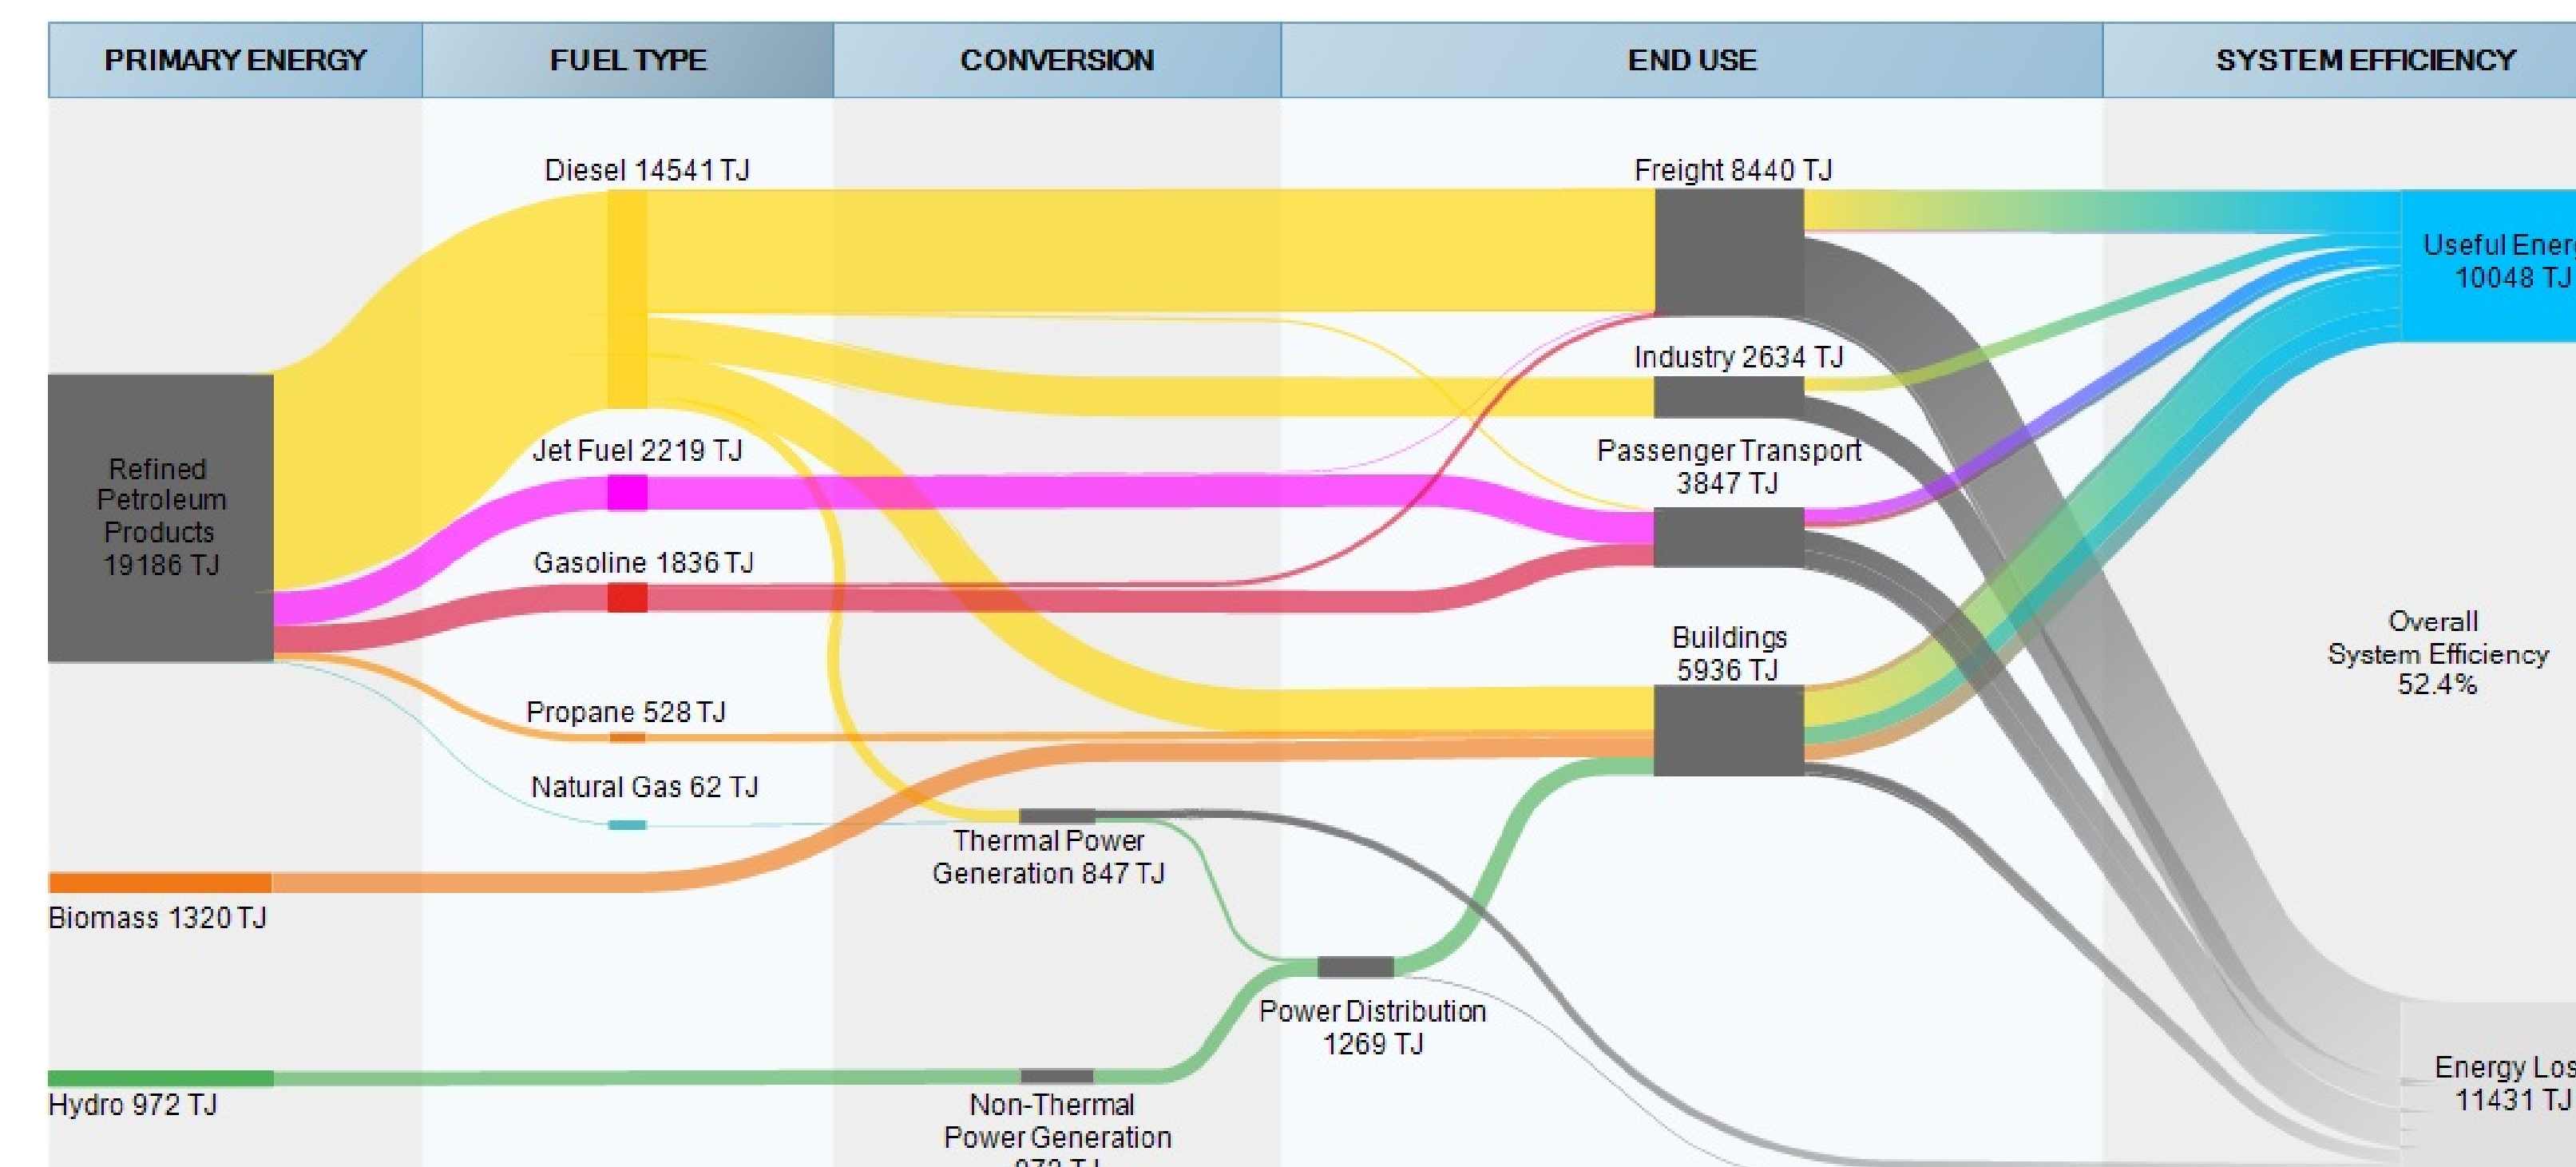 PRIMARY ENERGY
FUEL TYPE
CONVERSION
END USE
SYSTEM EFFICIENCY
Diesel 14541 TJ
Freight 8440 TJ
Useful
10048 TJ
Industry 2634 TJ
Jet Fuel 2219 TJ
Passenger Transport
3847 TJ
Refined
Petroleum
Products
19186 TJ
Gasoline 1836 TJ
Buildings
5936 TJ
Overall
System Efficiency
52.4%
Propane 528 TJ
Natural Gas 62 TJ
Thermal Power
Generation 847 TJ
Biomass 1320 TJ
Power Distribution
1269 TJ
Energy
11431 TJ
Hydro 972 TJ
Non-Thermal
Power Generation